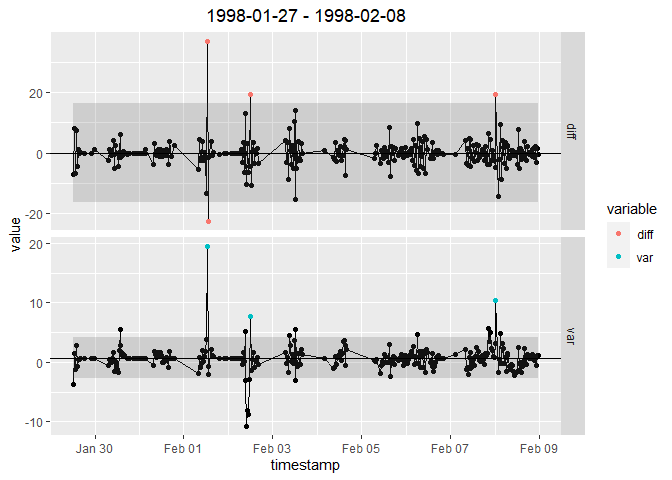 1998-01-27 - 1998-02-08
20
0
-20
diff
20
10
0
-10
var
value
Jan 30
Feb 01
Feb 03
Feb 05
Feb 07
Feb 09
timestamp
variable
diff
var